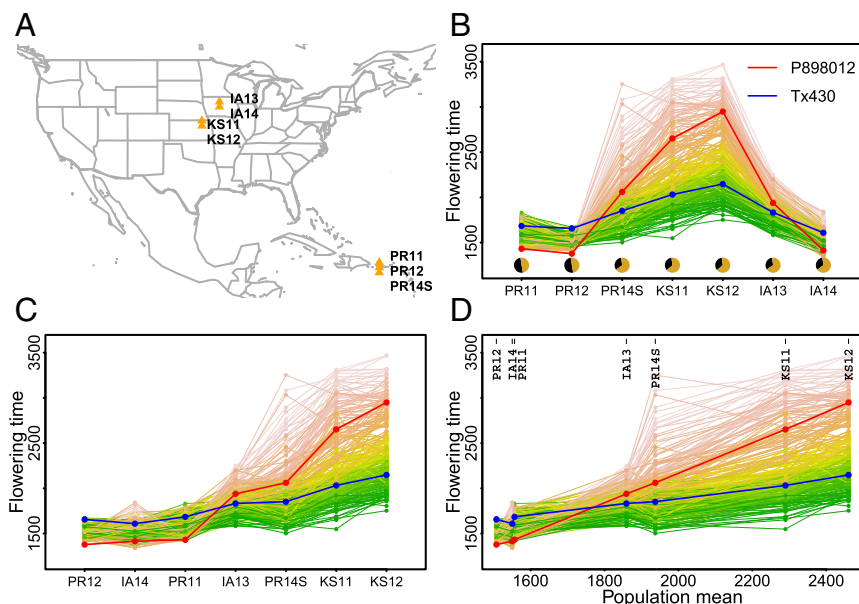 A
IA13
IA14
KS11
KS12
PR11
PR12
PR14S
B
Flowering time
3500
2500
1500
P898012
Tx430
PR11 PR12 PR14S KS11 KS12 IA13 IA14
C
Flowering time
3500
2500
1500
PR12 IA14 PR11 IA13 PR14S KS11 KS12
D
Flowering time
3500
2500
1500
PR12 –
IA14 =
PR11
IA13 –
PR14S –
KS11 –
KS12 –
1600 1800 2000 2200 2400
Population mean